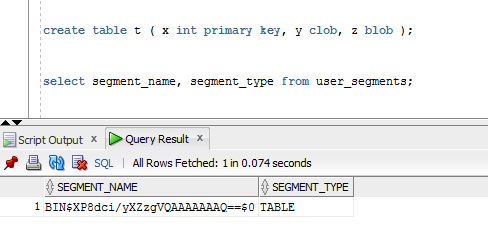 create table t ( x int primary key, y clob, z blob );
select segment_name, segment_type from user_segments;
Script Output x Query Result x
SQL | All Rows Fetched: 1 in 0.074 seconds
SEGMENT_NAME SEGMENT_TYPE
1 BIN$XP8dci/yXZzgVQAAAAAAAQ==$0 TABLE